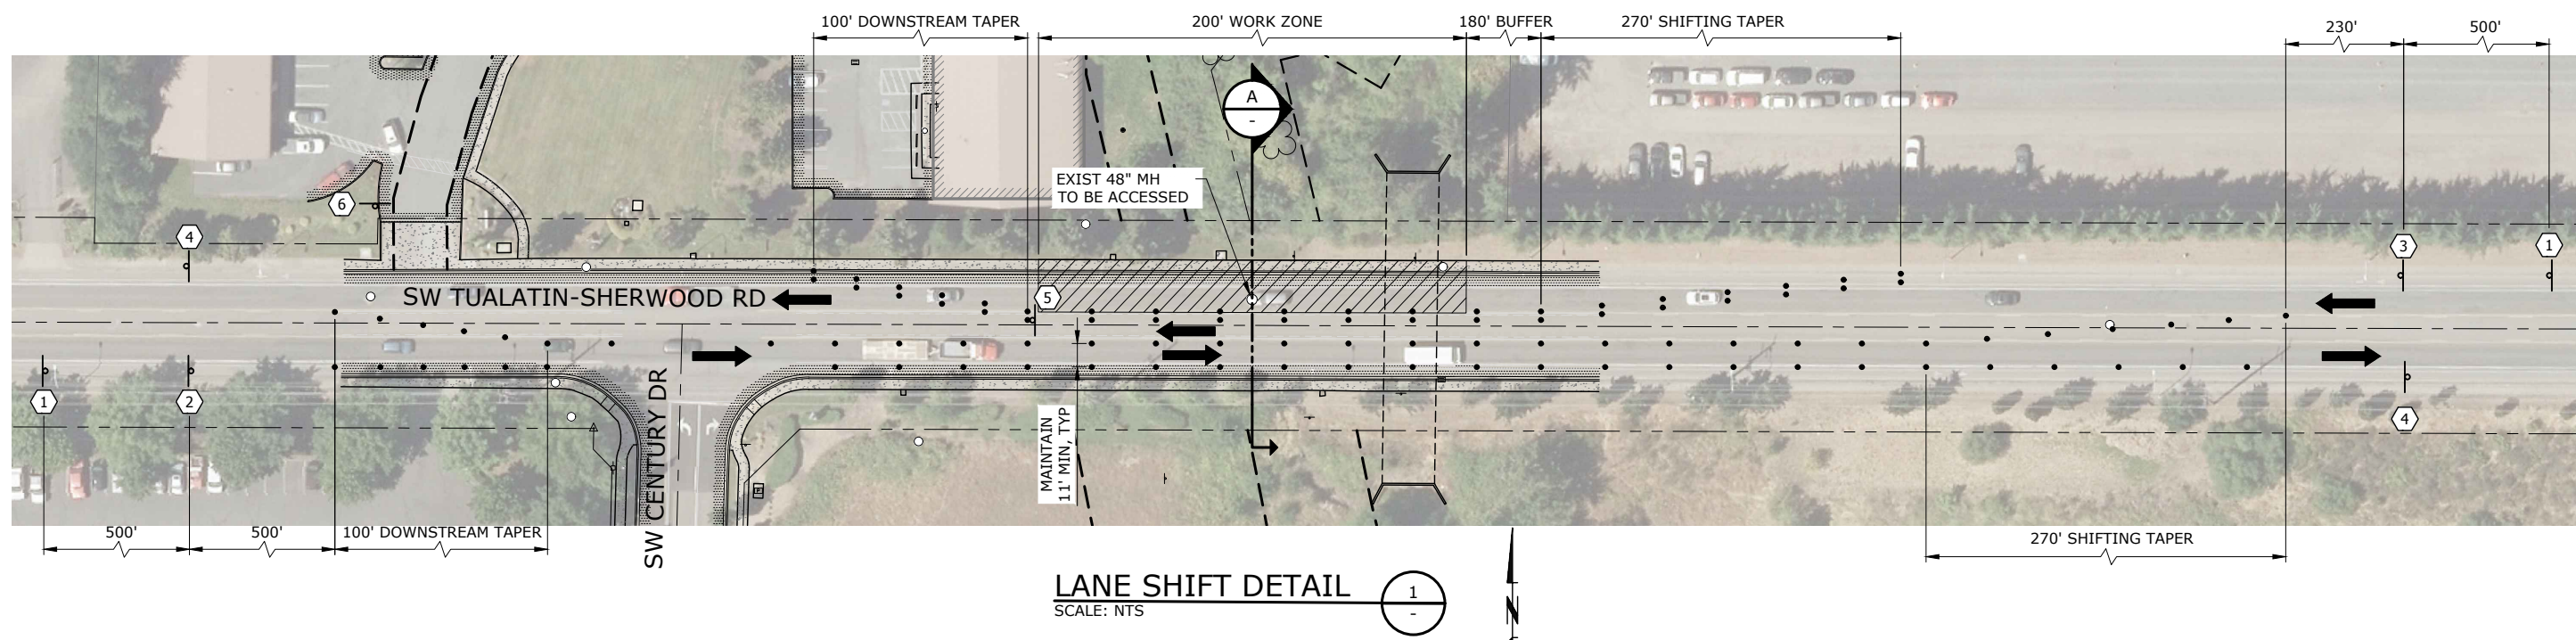 100' DOWNSTREAM TAPER
200' WORK ZONE
180' BUFFER
270' SHIFTING TAPER
230'
500'
A
-
EXIST 48" MH
TO BE ACCESSED
6
4
3
1
SW TUALATIN-SHERWOOD RD
5
1
2
4
MAINTAIN
11' MIN, TYP
SW CENTURY DR
500'
500'
100' DOWNSTREAM TAPER
270' SHIFTING TAPER
LANE SHIFT DETAIL
SCALE: NTS
1
-
N